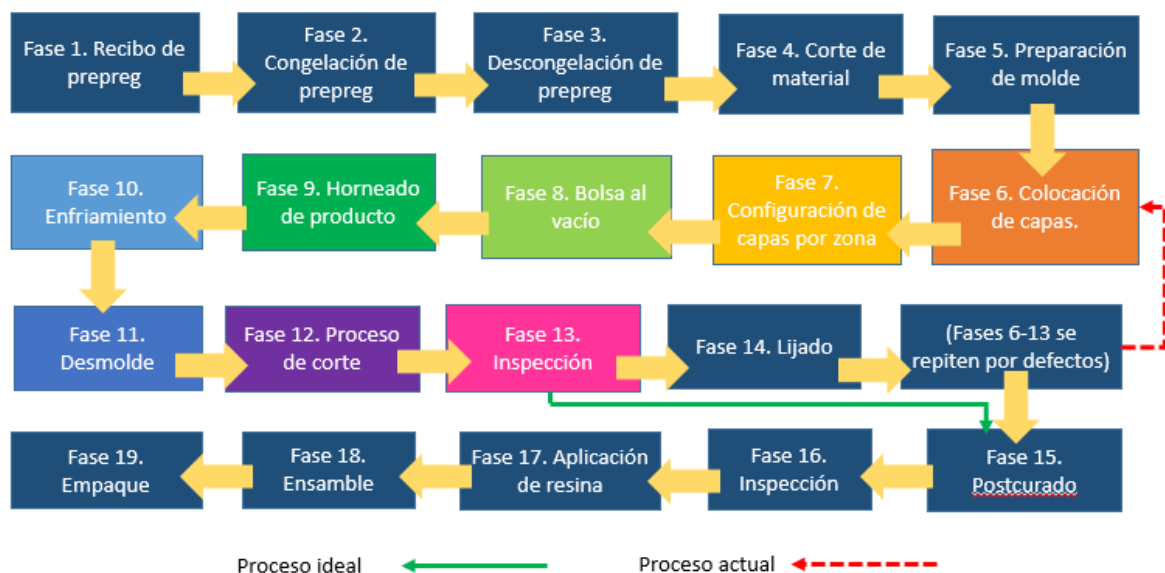 Fase 1. Recibo de
prepreg
Fase 2.
Congelación de
prepreg
Fase 3.
Descongelación de
prepreg
Fase 4. Corte de
material
Fase 5. Preparación
de molde
Fase 10.
Enfriamiento
Fase 9. Horneado
de producto
Fase 8. Bolsa al
vacío
Fase 7.
Configuración de
capas por zona
Fase 6. Colocación
de capas.
Fase 11.
Desmolde
Fase 12. Proceso
de corte
Fase 13.
Inspección
Fase 14. Lijado
(Fases 6-13 se
repiten por defectos)
Fase 19.
Empaque
Fase 18.
Ensamble
Fase 17. Aplicación
de resina
Fase 16.
Inspección
Fase 15.
Postcurado
Proceso ideal
Proceso actual